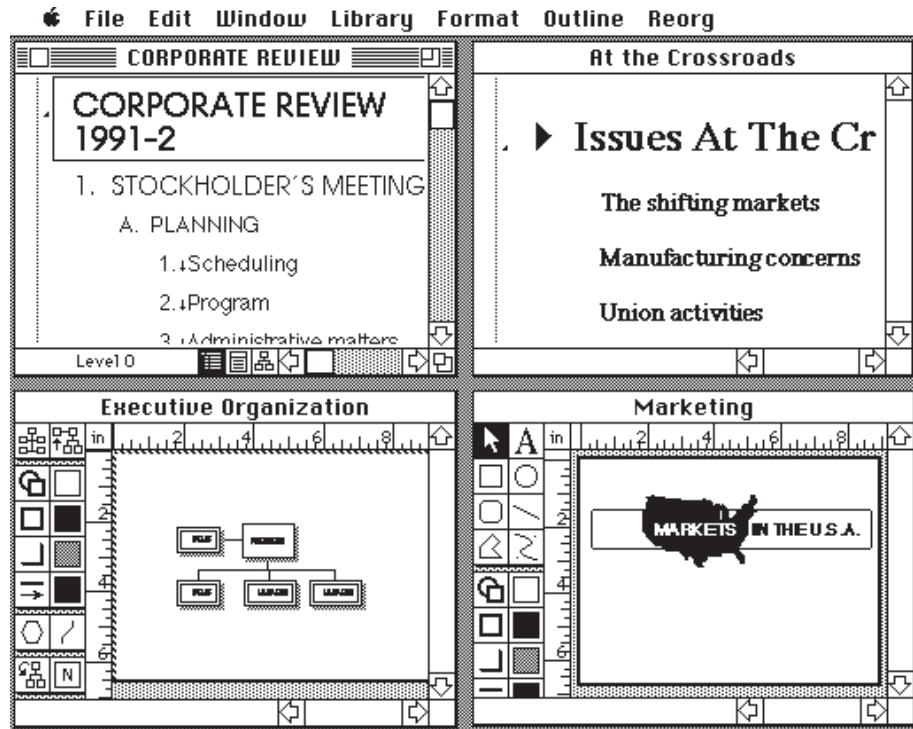 File Edit Window Library Format Outline Reorg
CORPORATE REVIEW
CORPORATE REVIEW
1991-2
1. STOCKHOLDER´S MEETING
A. PLANNING
1.↓Scheduling
2.↓Program
3.↓Administrative matters
Level 0
At the Crossroads
Issues At The Cr
The shifting markets
Manufacturing concerns
Union activities
Executive Organization
in 2 4 6 8
2
4
6
N
Marketing
A in 2 4 6 8
2
4
6
MARKETS IN THE U.S.A.